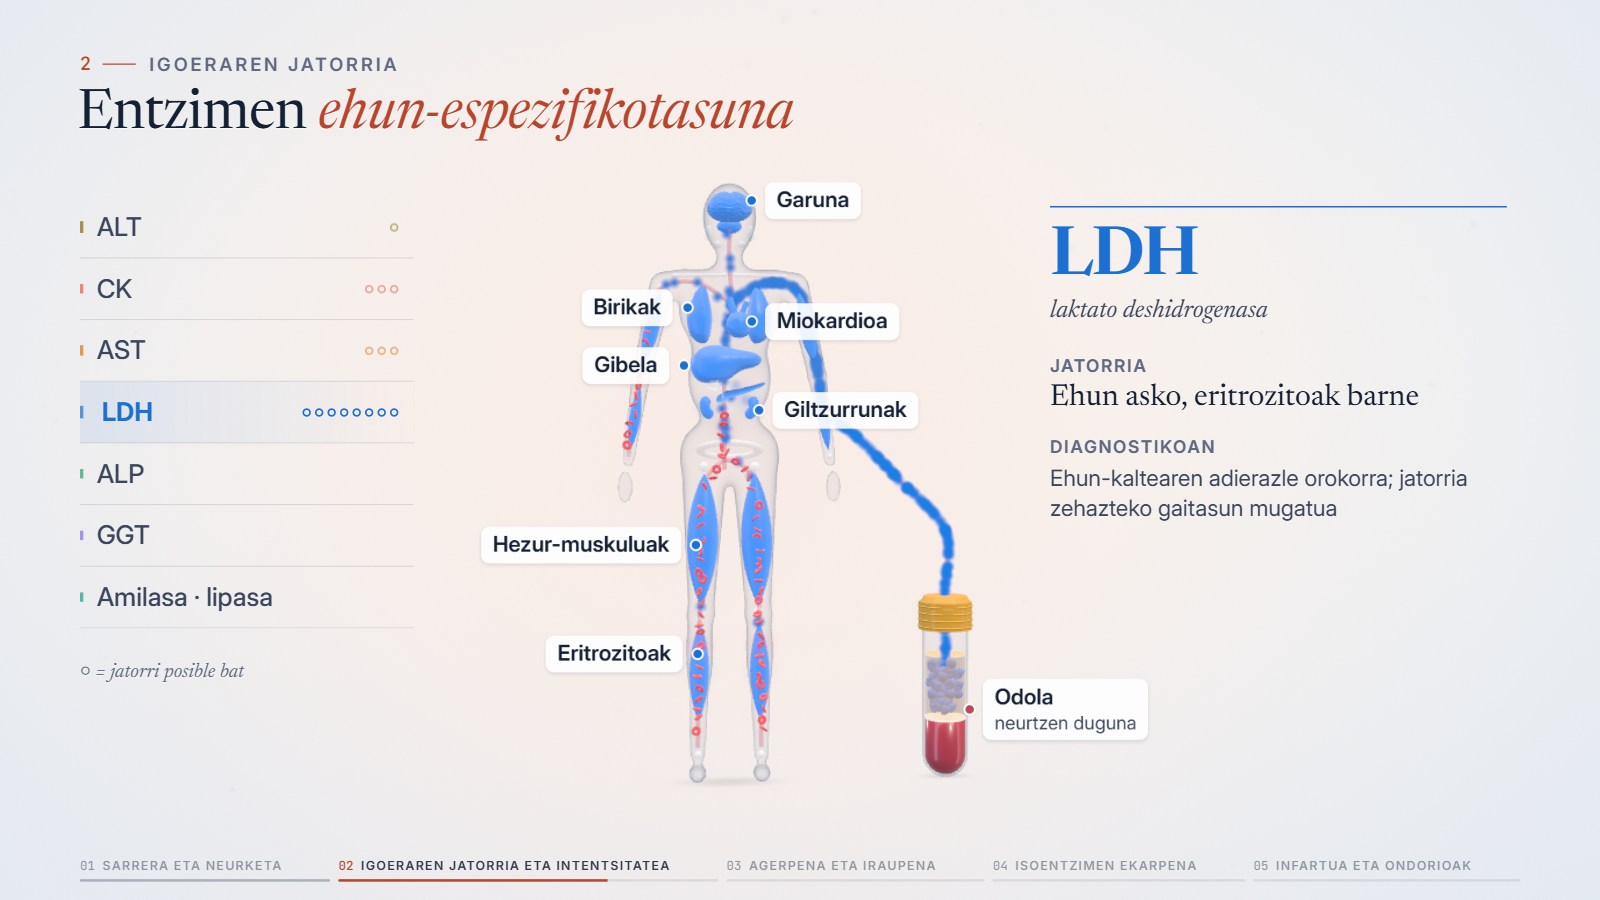 2 — IGOERAREN JATORRIA
Entzimen ehun-espezifikotasuna
ALT
CK
AST
LDH
ALP
GGT
Amilasa · lipasa
○ = jatorri posible bat
Garuna
Birikak
Miokardioa
Gibela
Giltzurrunak
Hezur-muskuluak
Eritrozitoak
Odola
neurtzen duguna
LDH
laktato deshidrogenasa
JATORRIA
Ehun asko, eritrozitoak barne
DIAGNOSTIKOAN
Ehun-kaltearen adierazle orokorra; jatorria
zehazteko gaitasun mugatua
01 SARRERA ETA NEURKETA
02 IGOERAREN JATORRIA ETA INTENTSITATEA
03 AGERPENA ETA IRAUPENA
04 ISOENTZIMEN EKARPENA
05 INFARTUA ETA ONDORIOAK